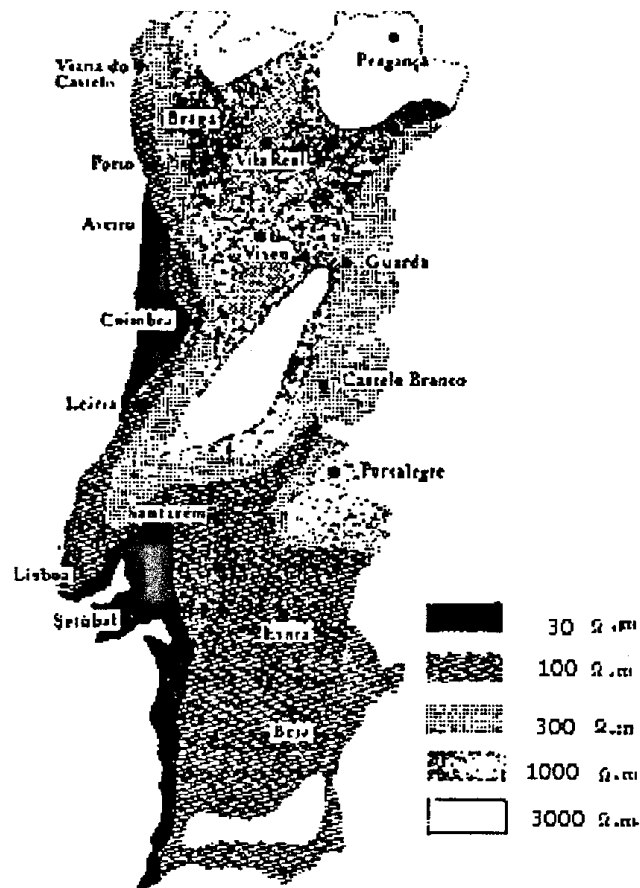 Viana do
Castelo
Bragança
Braga
Vila Real
Porto
Aveiro
Viseu
Guarda
Coimbra
Castelo Branco
Leiria
Portalegre
Santarém
Lisboa
Setúbal
Evora
Beja
30 Ω.m
100 Ω.m
300 Ω.m
1000 Ω.m
3000 Ω.m